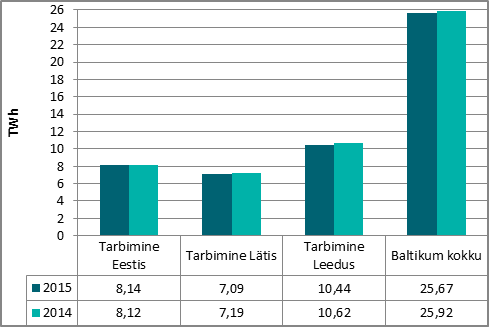 26
24
22
20
18
16
14
12
10
8
6
4
2
0
TWh
Tarbimine Eestis
Tarbimine Lätis
Tarbimine Leedus
Baltikum kokku
2015 8,14 7,09 10,44 25,67
2014 8,12 7,19 10,62 25,92